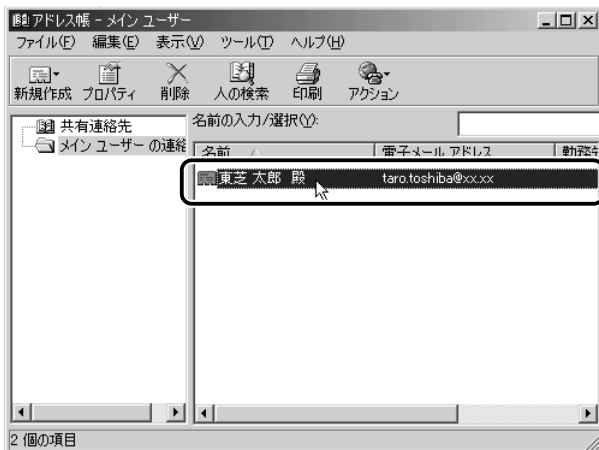 アドレス帳 - メイン ユーザー
ファイル(F) 編集(E) 表示(V) ツール(T) ヘルプ(H)
新規作成 プロパティ 削除 人の検索 印刷 アクション
共有連絡先
メイン ユーザー の連絡
名前の入力/選択(Y):
名前 電子メール アドレス 勤務先
東芝 太郎 殿 taro.toshiba@xx.xx
2 個の項目